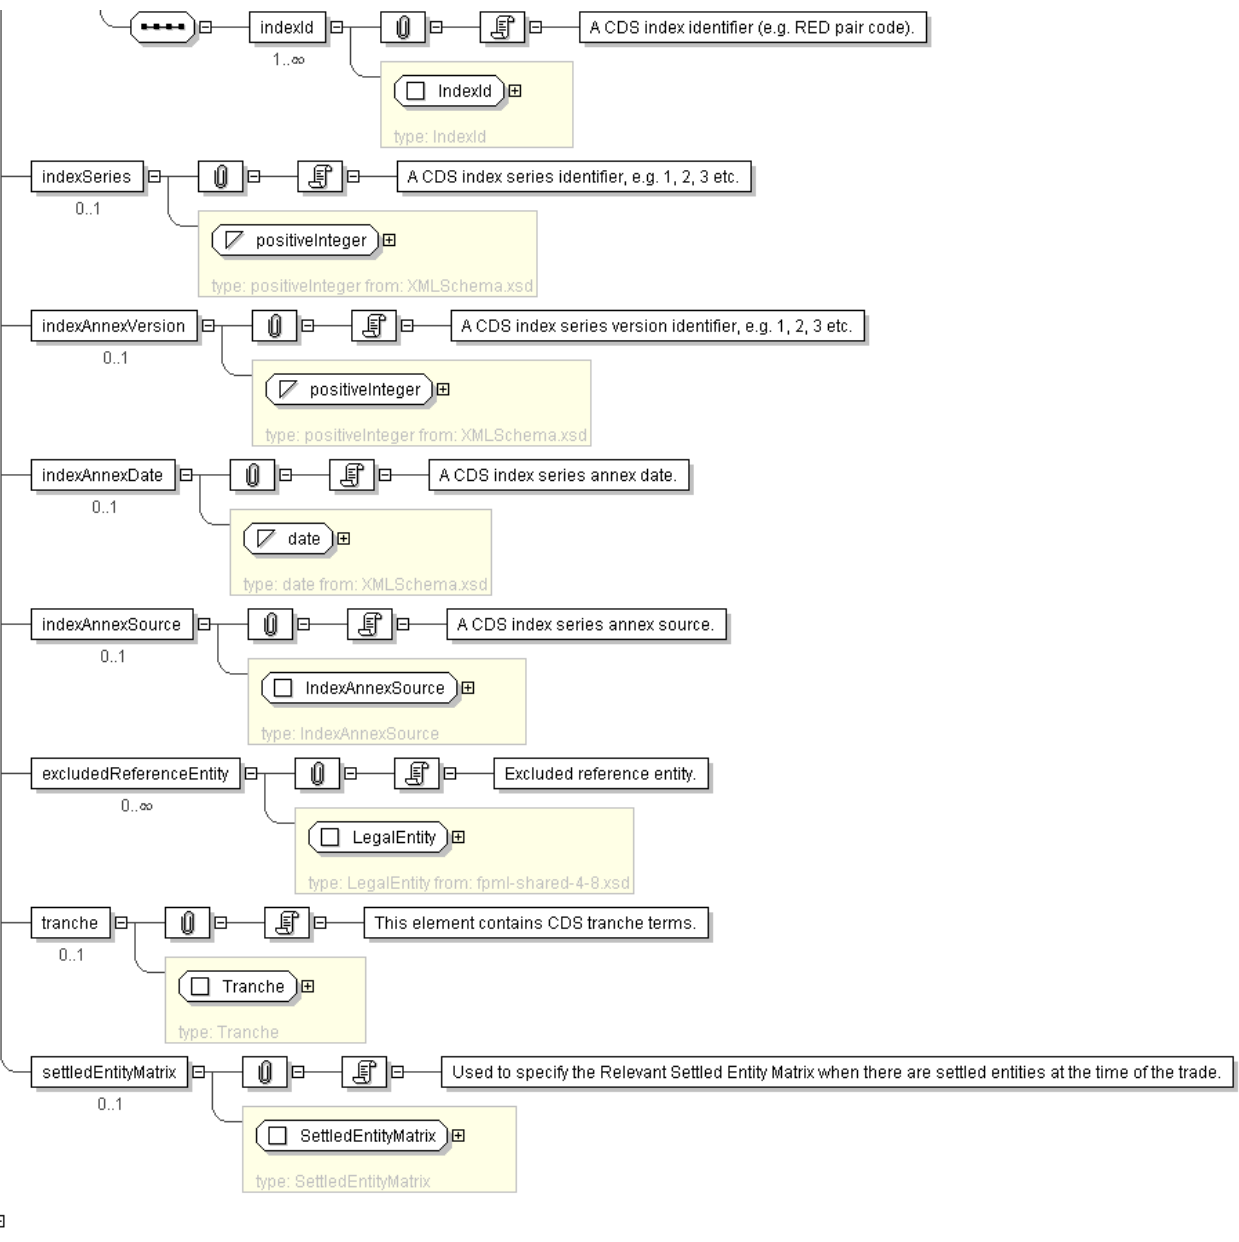 indexId
A CDS index identifier (e.g. RED pair code).
1..∞
IndexId
type: IndexId
indexSeries
A CDS index series identifier, e.g. 1, 2, 3 etc.
0..1
positiveInteger
type: positiveInteger from: XMLSchema.xsd
indexAnnexVersion
A CDS index series version identifier, e.g. 1, 2, 3 etc.
0..1
positiveInteger
type: positiveInteger from: XMLSchema.xsd
indexAnnexDate
A CDS index series annex date.
0..1
date
type: date from: XMLSchema.xsd
indexAnnexSource
A CDS index series annex source.
0..1
IndexAnnexSource
type: IndexAnnexSource
excludedReferenceEntity
Excluded reference entity.
0..∞
LegalEntity
type: LegalEntity from: fpml-shared-4-8.xsd
tranche
This element contains CDS tranche terms.
0..1
Tranche
type: Tranche
settledEntityMatrix
Used to specify the Relevant Settled Entity Matrix when there are settled entities at the time of the trade.
0..1
SettledEntityMatrix
type: SettledEntityMatrix